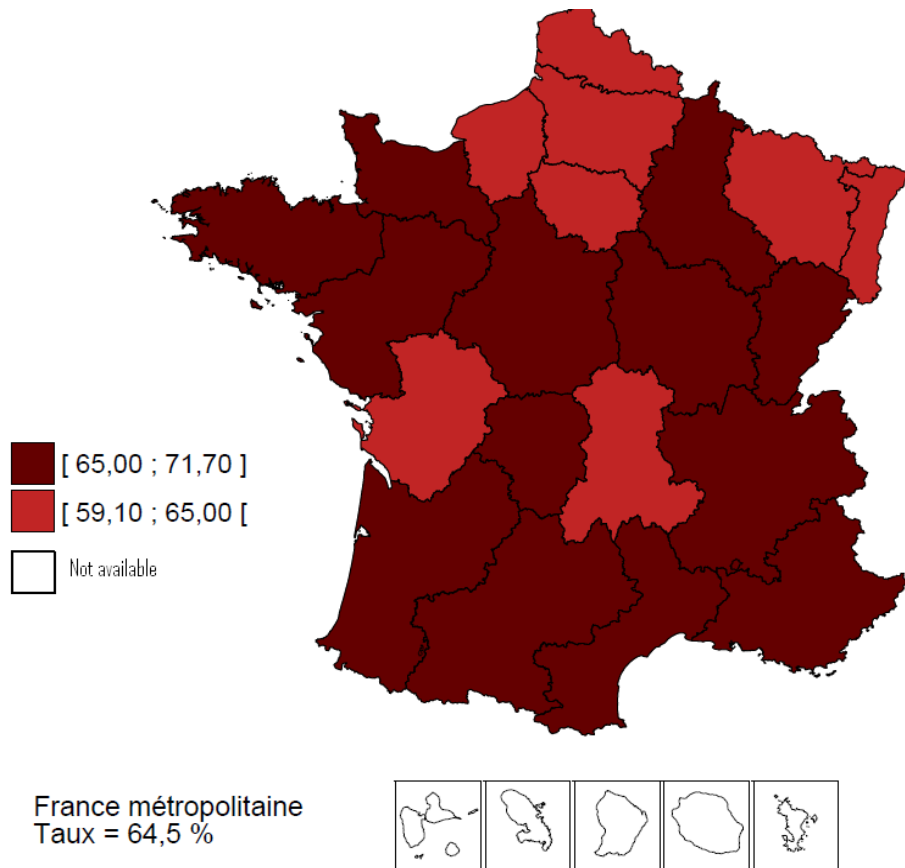 [ 65,00 ; 71,70 ]
[ 59,10 ; 65,00 [
Not available
France métropolitaine
Taux = 64,5 %